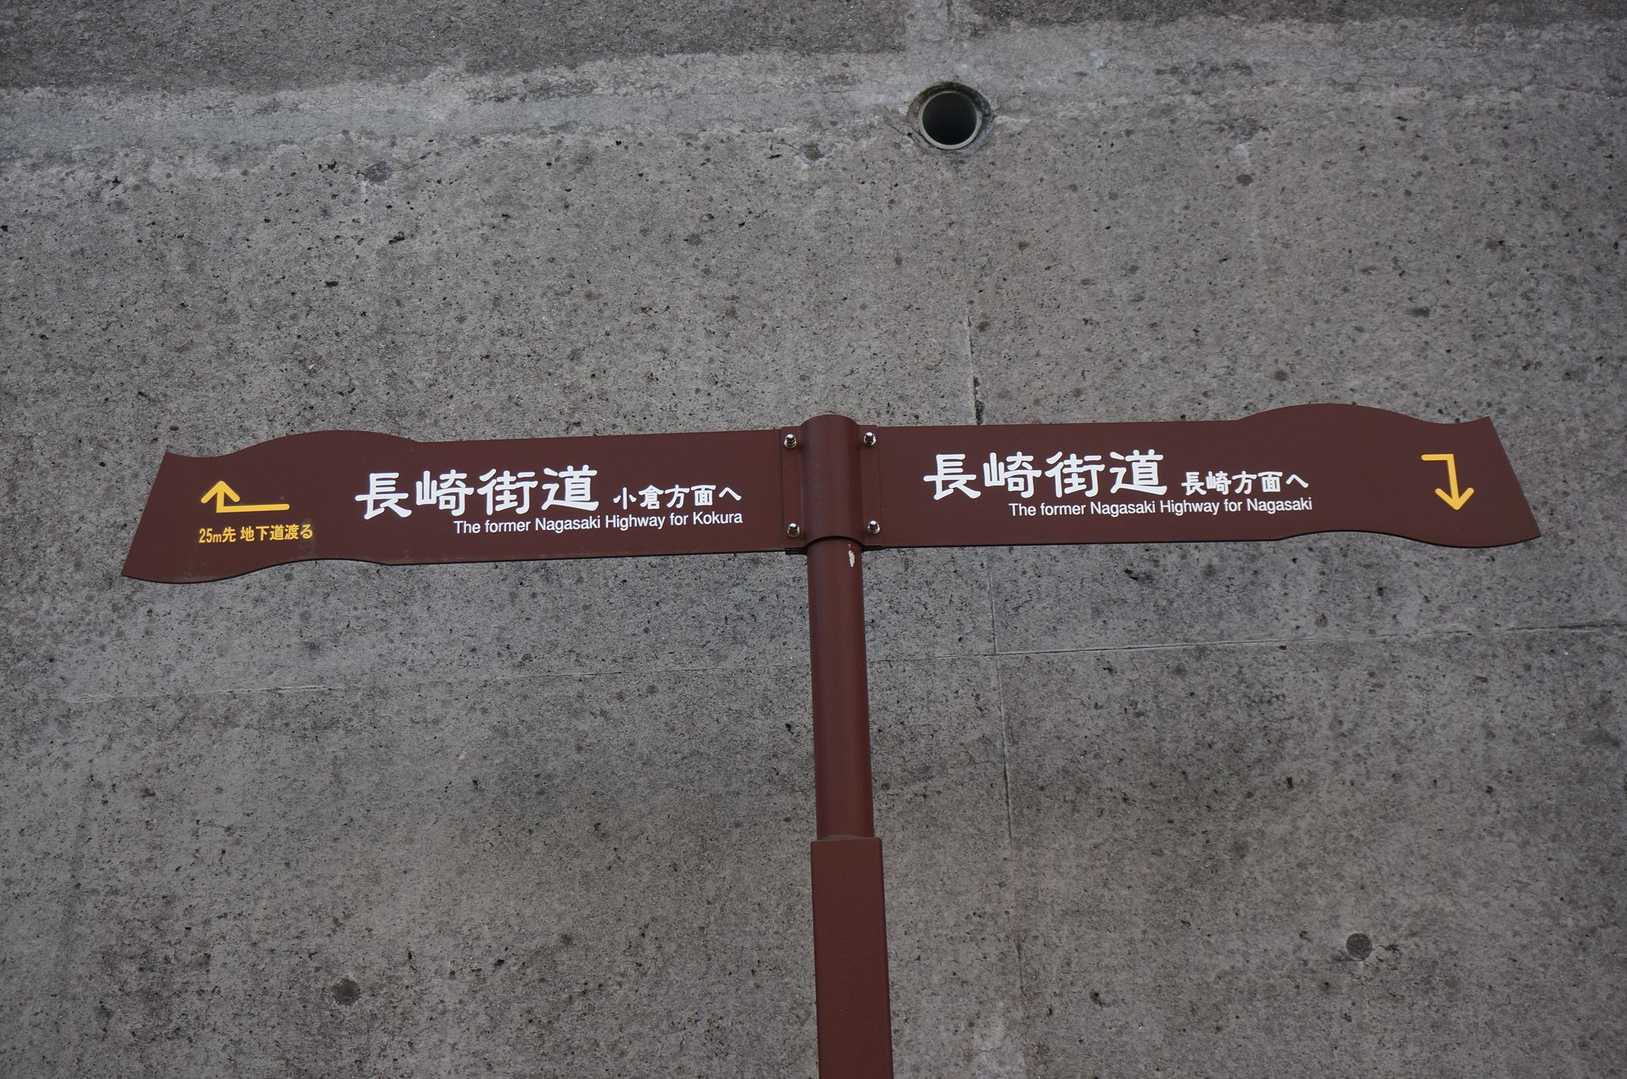 長崎街道 小倉方面へ
The former Nagasaki Highway for Kokura
25m先 地下道渡る
長崎街道 長崎方面へ
The former Nagasaki Highway for Nagasaki